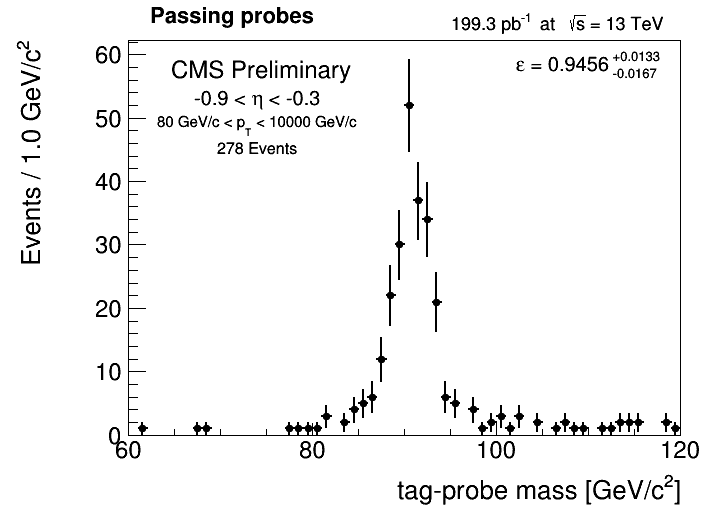 Passing probes
199.3 pb⁻¹ at √s = 13 TeV
CMS Preliminary
-0.9 < η < -0.3
80 GeV/c < p_T < 10000 GeV/c
278 Events
ε = 0.9456 +0.0133 -0.0167
Events / 1.0 GeV/c²
60
50
40
30
20
10
0
60 80 100 120
tag-probe mass [GeV/c²]